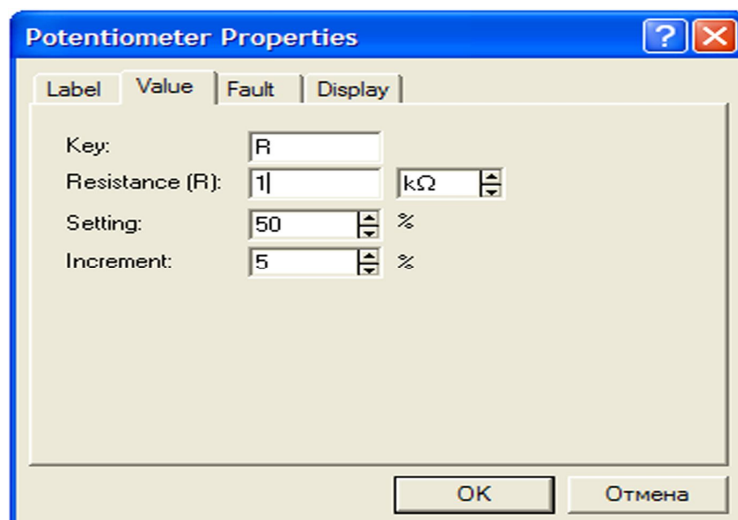 Potentiometer Properties ?
Label Value Fault Display
Key: R
Resistance (R): 1 kΩ
Setting: 50 %
Increment: 5 %
OK Отмена